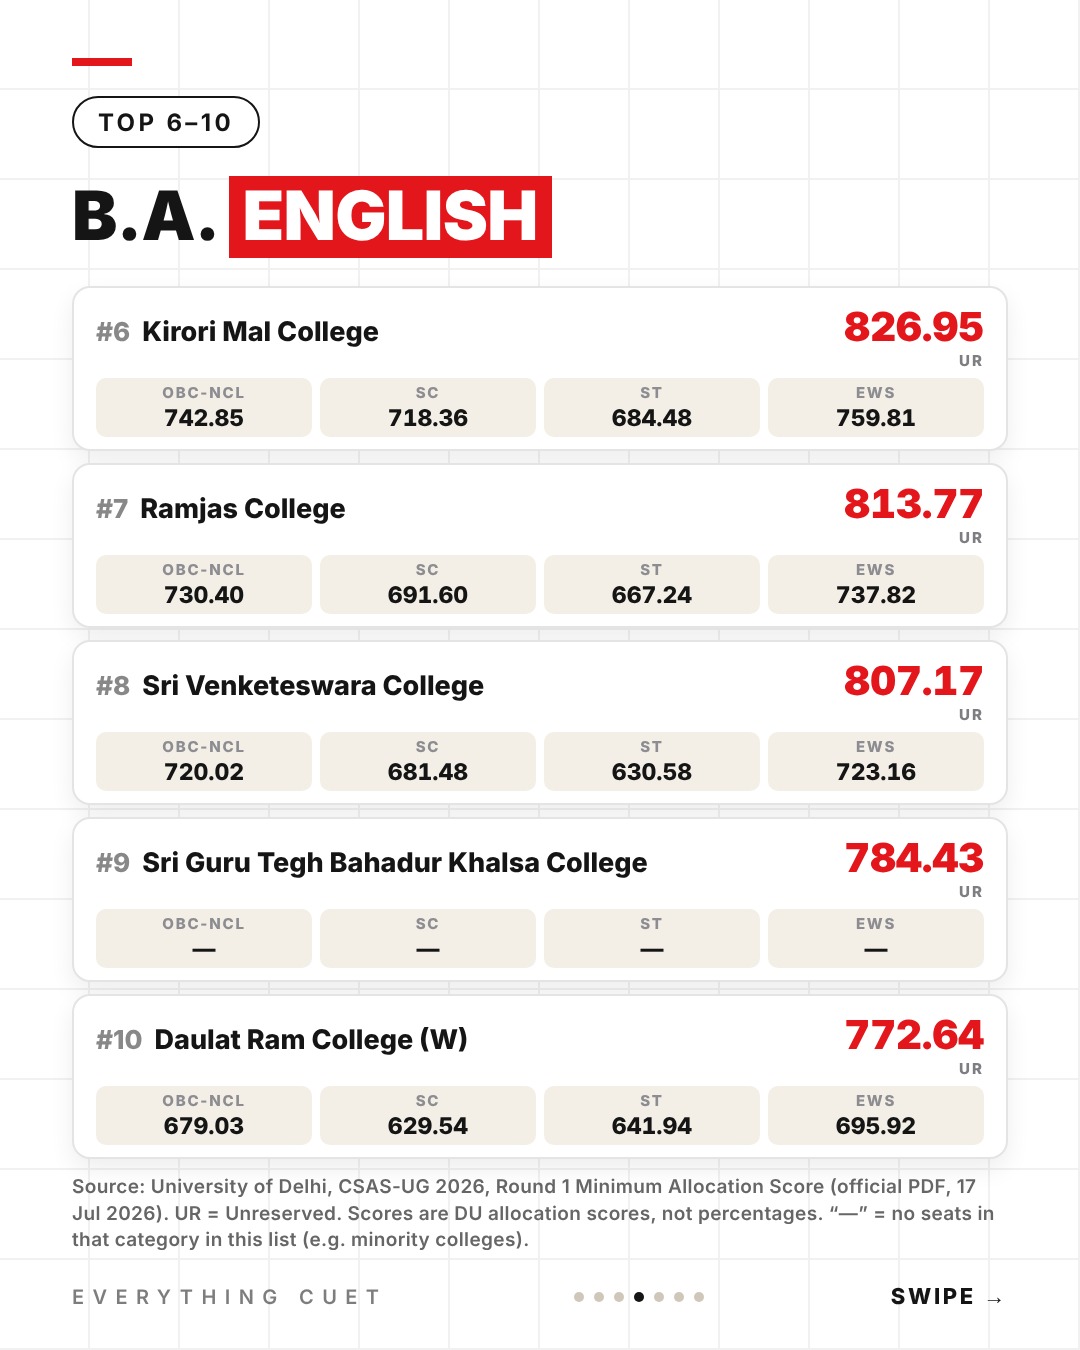 TOP 6–10
B.A. ENGLISH
#6 Kirori Mal College 826.95
UR
OBC-NCL SC ST EWS
742.85 718.36 684.48 759.81
#7 Ramjas College 813.77
UR
OBC-NCL SC ST EWS
730.40 691.60 667.24 737.82
#8 Sri Venketeswara College 807.17
UR
OBC-NCL SC ST EWS
720.02 681.48 630.58 723.16
#9 Sri Guru Tegh Bahadur Khalsa College 784.43
UR
OBC-NCL SC ST EWS
— — — —
#10 Daulat Ram College (W) 772.64
UR
OBC-NCL SC ST EWS
679.03 629.54 641.94 695.92
Source: University of Delhi, CSAS-UG 2026, Round 1 Minimum Allocation Score (official PDF, 17
Jul 2026). UR = Unreserved. Scores are DU allocation scores, not percentages. “—” = no seats in
that category in this list (e.g. minority colleges).
EVERYTHING CUET SWIPE →